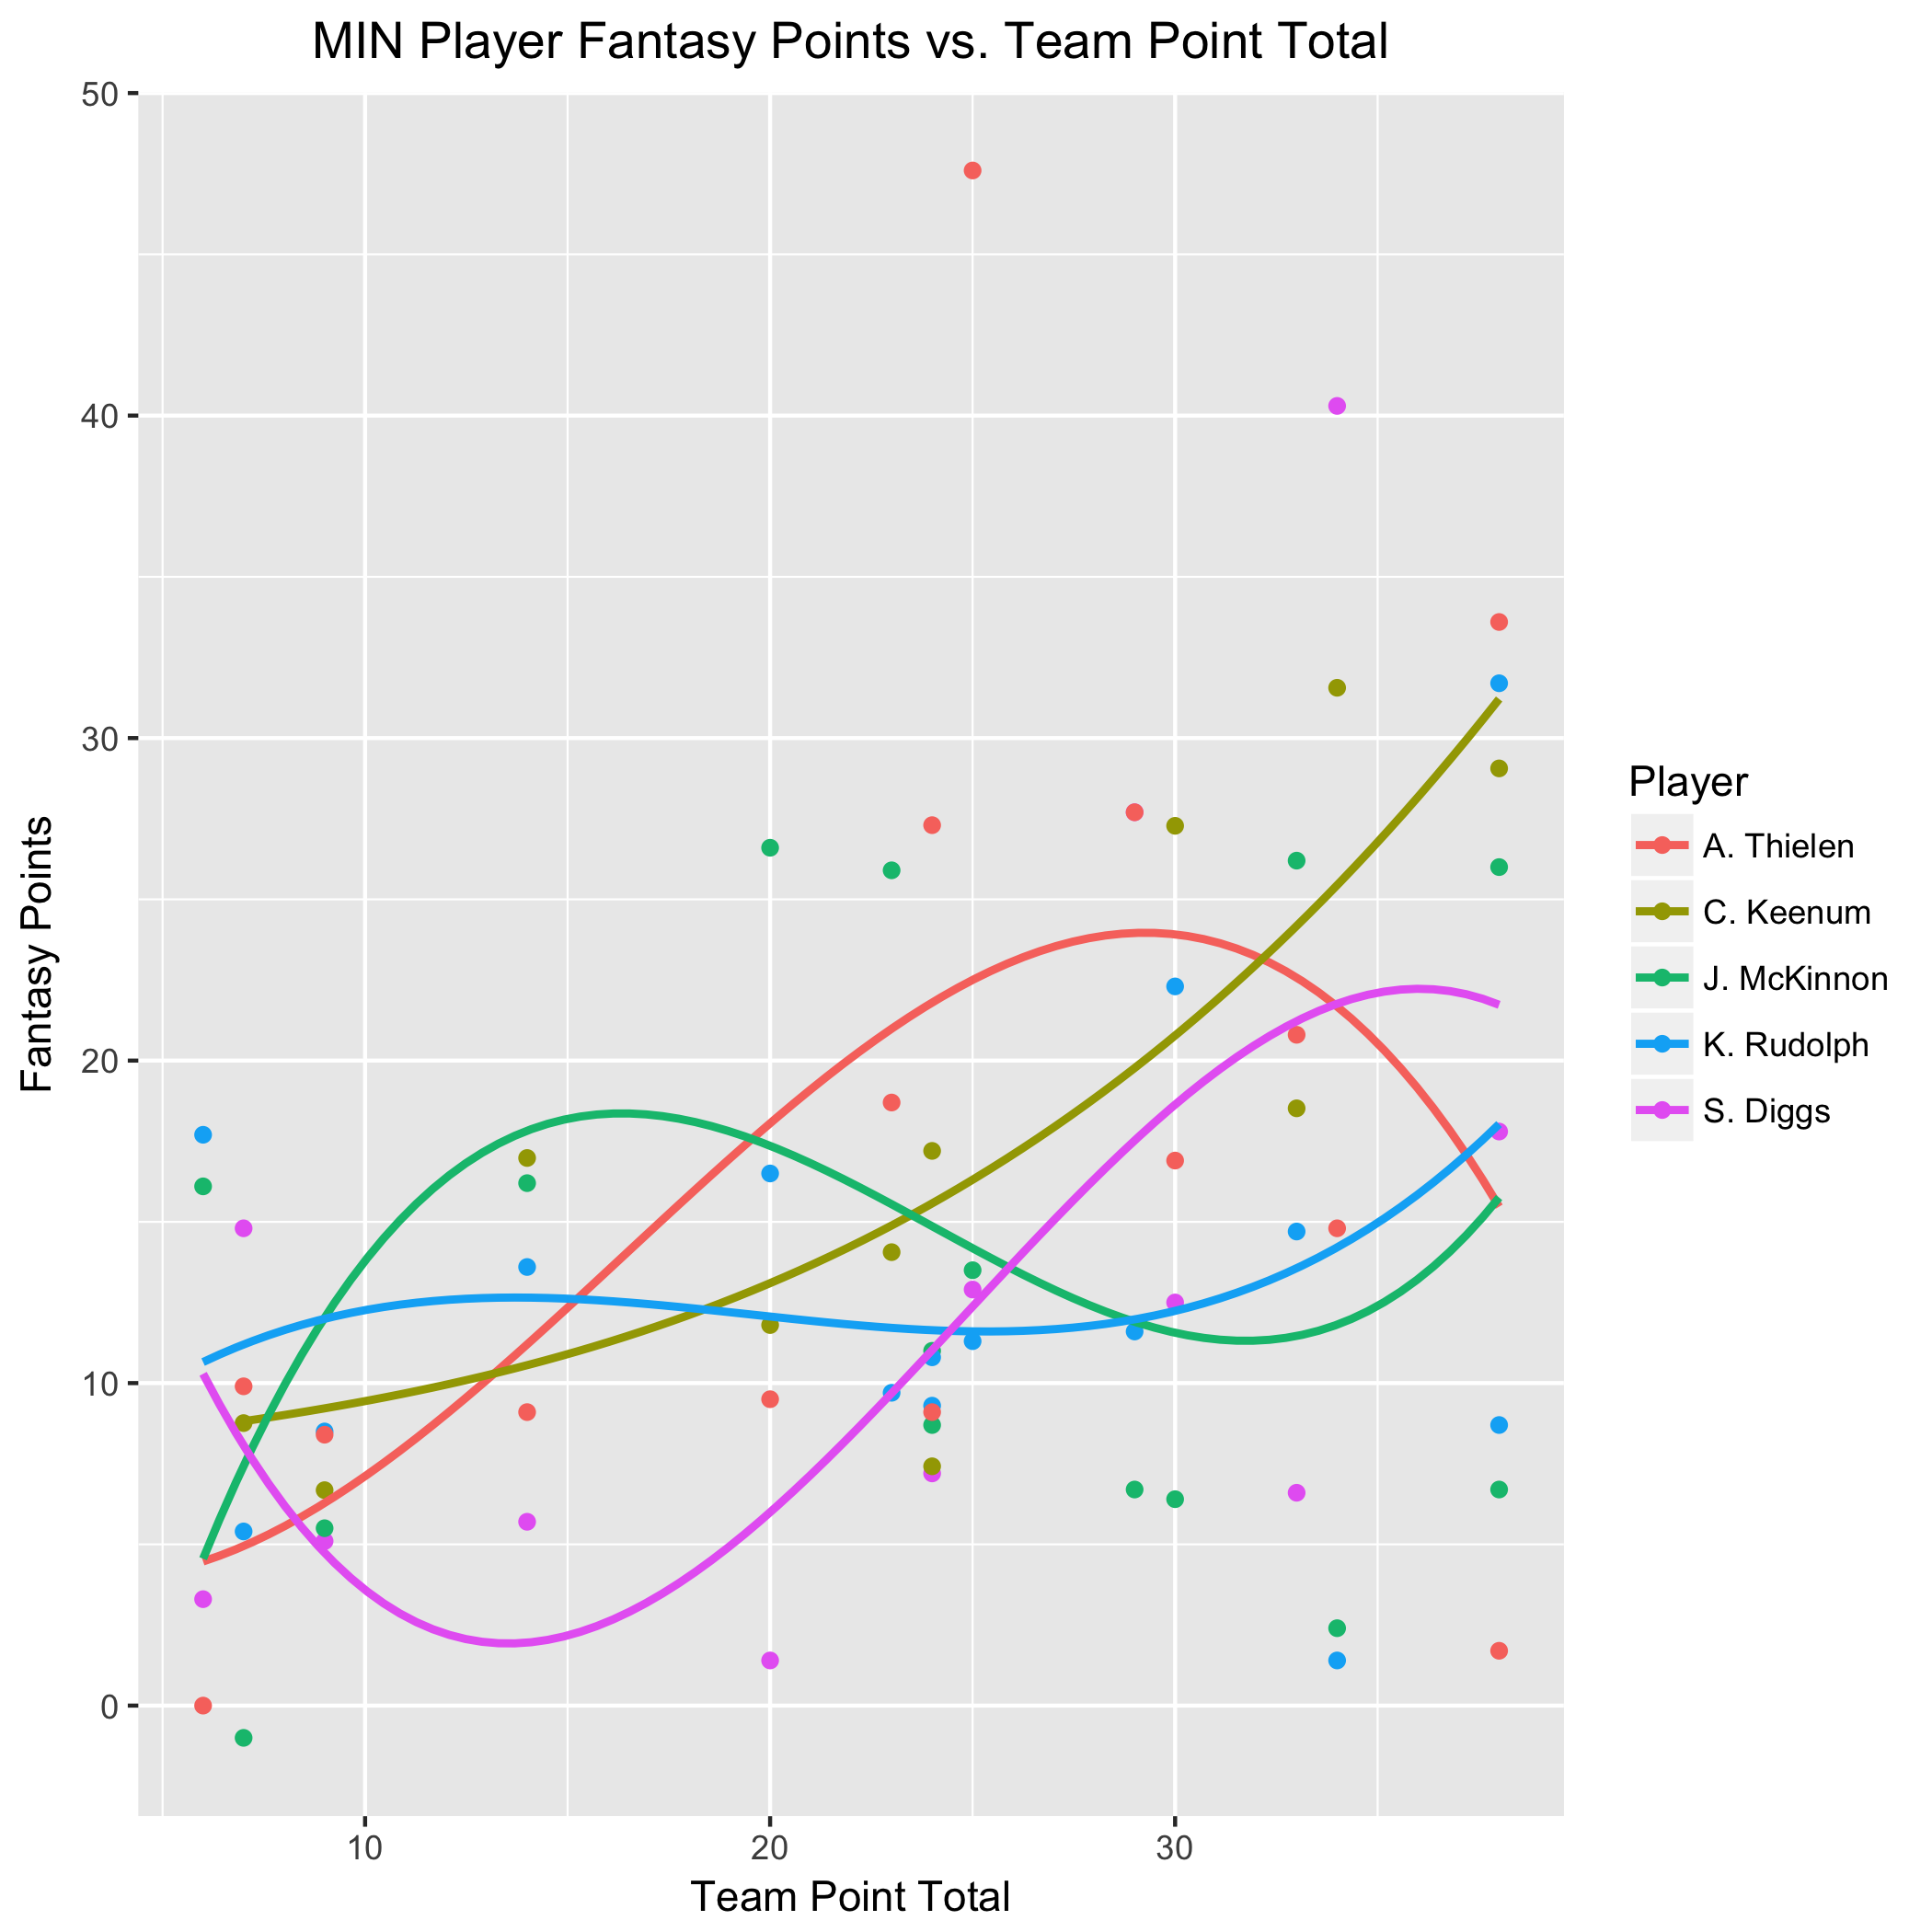 MIN Player Fantasy Points vs. Team Point Total
50
40
30
20
10
0
Fantasy Points
10 20 30
Team Point Total
Player
A. Thielen
C. Keenum
J. McKinnon
K. Rudolph
S. Diggs